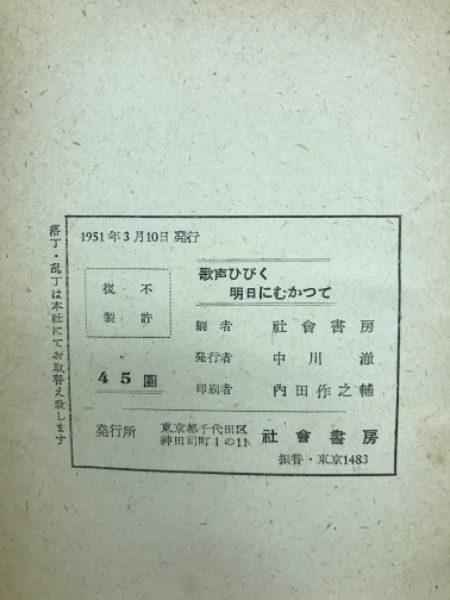 1951年3月10日 発行
歌声ひびく
明日にむかつて
不許
複製
45圓
編者 社會書房
発行者 中川 澈
印刷者 内田作之輔
発行所 東京都千代田区
神田司町1の11
社會書房
振替・東京1483
落丁・乱丁は本社にてお取替え致します